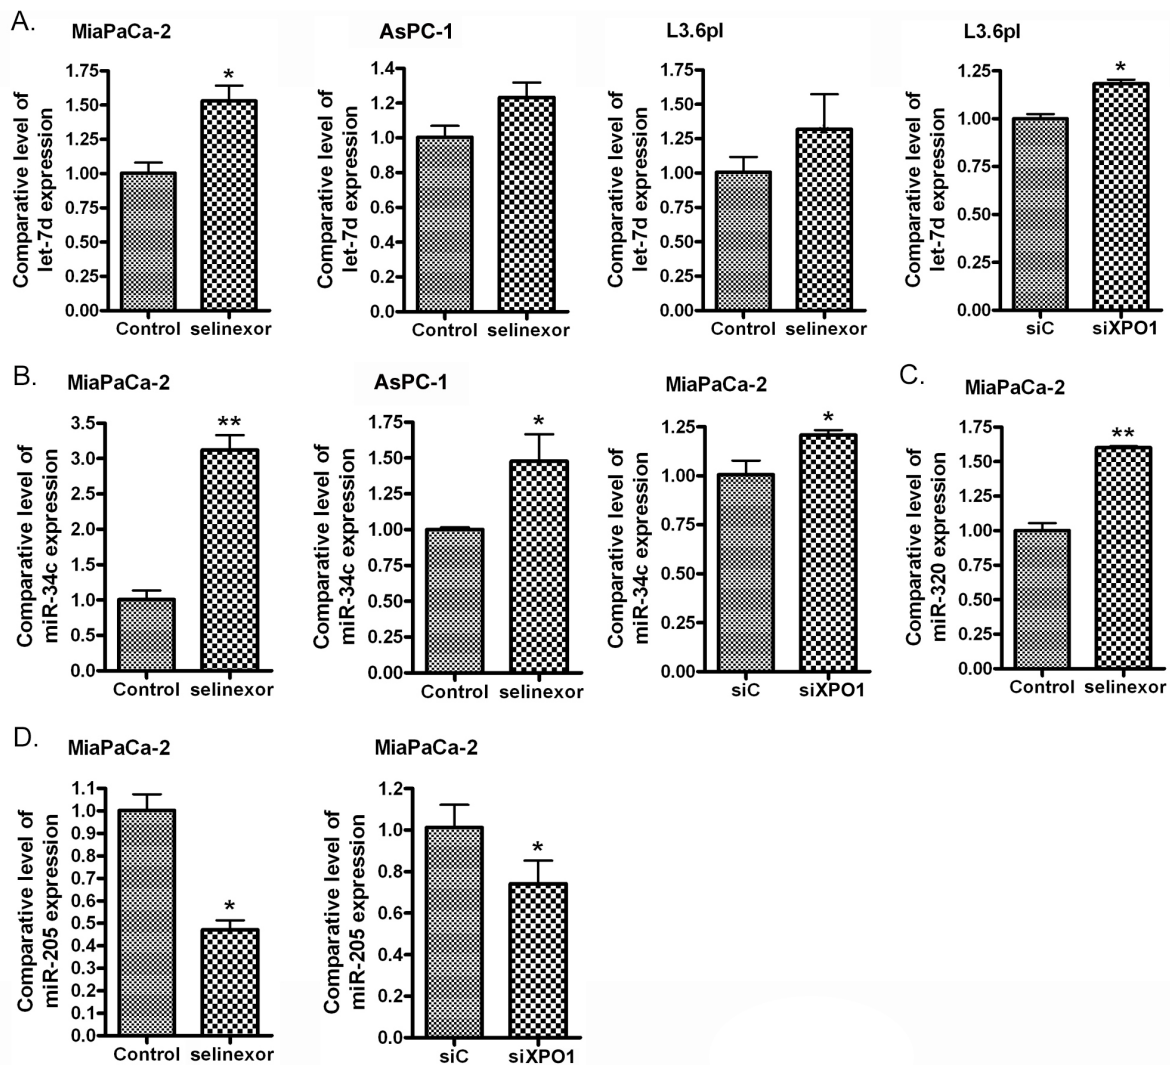 A.
MiaPaCa-2
Comparative level of
let-7d expression
1.75
1.50
1.25
1.00
0.75
0.50
0.25
0.00
*
Control selinexor
AsPC-1
Comparative level of
let-7d expression
1.4
1.2
1.0
0.8
0.6
0.4
0.2
0.0
Control selinexor
L3.6pl
Comparative level of
let-7d expression
1.75
1.50
1.25
1.00
0.75
0.50
0.25
0.00
Control selinexor
L3.6pl
Comparative level of
let-7d expression
1.25
1.00
0.75
0.50
0.25
0.00
*
siC siXPO1
B.
MiaPaCa-2
Comparative level of
miR-34c expression
3.5
3.0
2.5
2.0
1.5
1.0
0.5
0.0
**
Control selinexor
AsPC-1
Comparative level of
miR-34c expression
1.75
1.50
1.25
1.00
0.75
0.50
0.25
0.00
*
Control selinexor
MiaPaCa-2
Comparative level of
miR-34c expression
1.25
1.00
0.75
0.50
0.25
0.00
*
siC siXPO1
C.
MiaPaCa-2
Comparative level of
miR-320 expression
1.75
1.50
1.25
1.00
0.75
0.50
0.25
0.00
**
Control selinexor
D.
MiaPaCa-2
Comparative level of
miR-205 expression
1.1
1.0
0.9
0.8
0.7
0.6
0.5
0.4
0.3
0.2
0.1
0.0
*
Control selinexor
MiaPaCa-2
Comparative level of
miR-205 expression
1.2
1.0
0.8
0.6
0.4
0.2
0.0
*
siC siXPO1